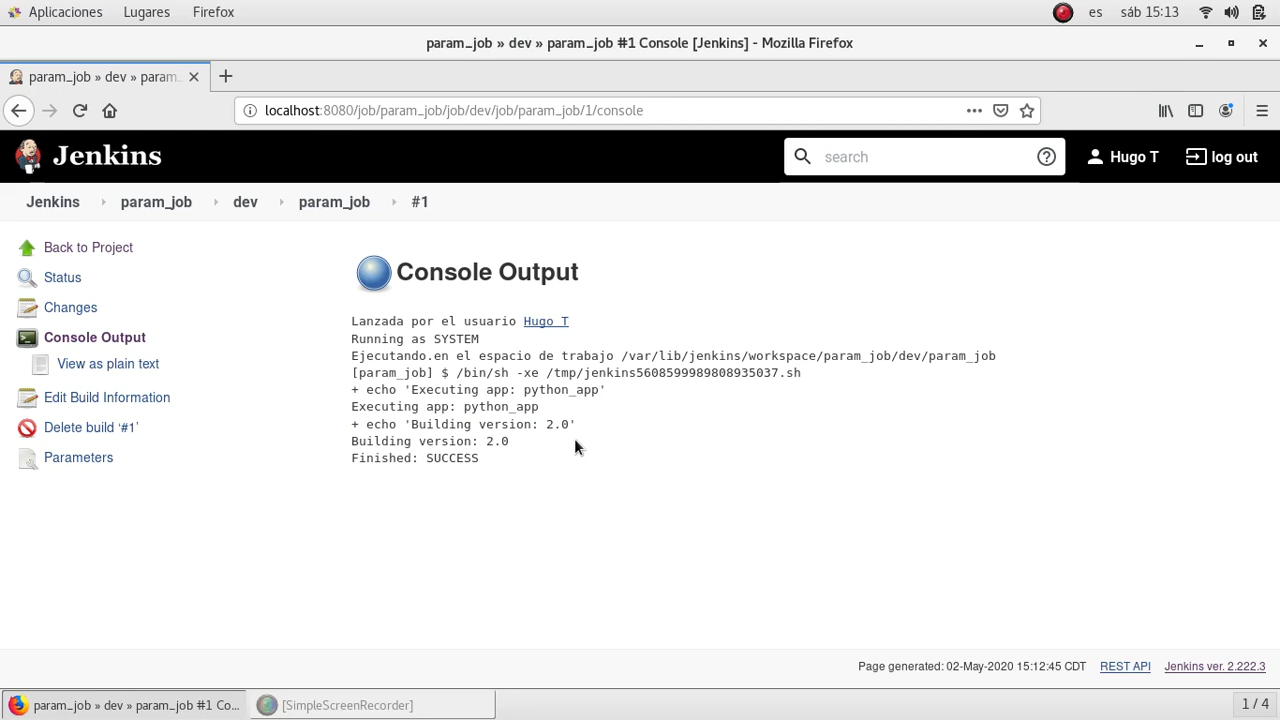 Aplicaciones Lugares Firefox es sáb 15:13
param_job » dev » param_job #1 Console [Jenkins] - Mozilla Firefox
param_job » dev » param
localhost:8080/job/param_job/job/dev/job/param_job/1/console
Jenkins search Hugo T log out
Jenkins param_job dev param_job #1
Back to Project
Status
Changes
Console Output
View as plain text
Edit Build Information
Delete build ‘#1’
Parameters
Console Output
Lanzada por el usuario Hugo T
Running as SYSTEM
Ejecutando.en el espacio de trabajo /var/lib/jenkins/workspace/param_job/dev/param_job
[param_job] $ /bin/sh -xe /tmp/jenkins5608599989808935037.sh
+ echo 'Executing app: python_app'
Executing app: python_app
+ echo 'Building version: 2.0'
Building version: 2.0
Finished: SUCCESS
Page generated: 02-May-2020 15:12:45 CDT REST API Jenkins ver. 2.222.3
param_job » dev » param_job #1 Co... [SimpleScreenRecorder] 1 / 4